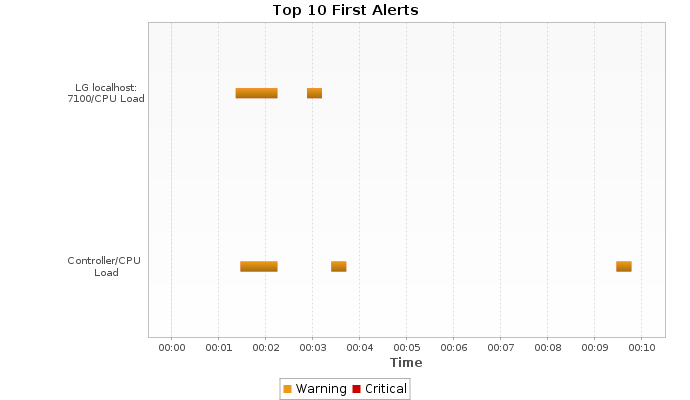 Top 10 First Alerts
LG localhost:
7100/CPU Load
Controller/CPU
Load
00:00 00:01 00:02 00:03 00:04 00:05 00:06 00:07 00:08 00:09 00:10
Time
Warning Critical